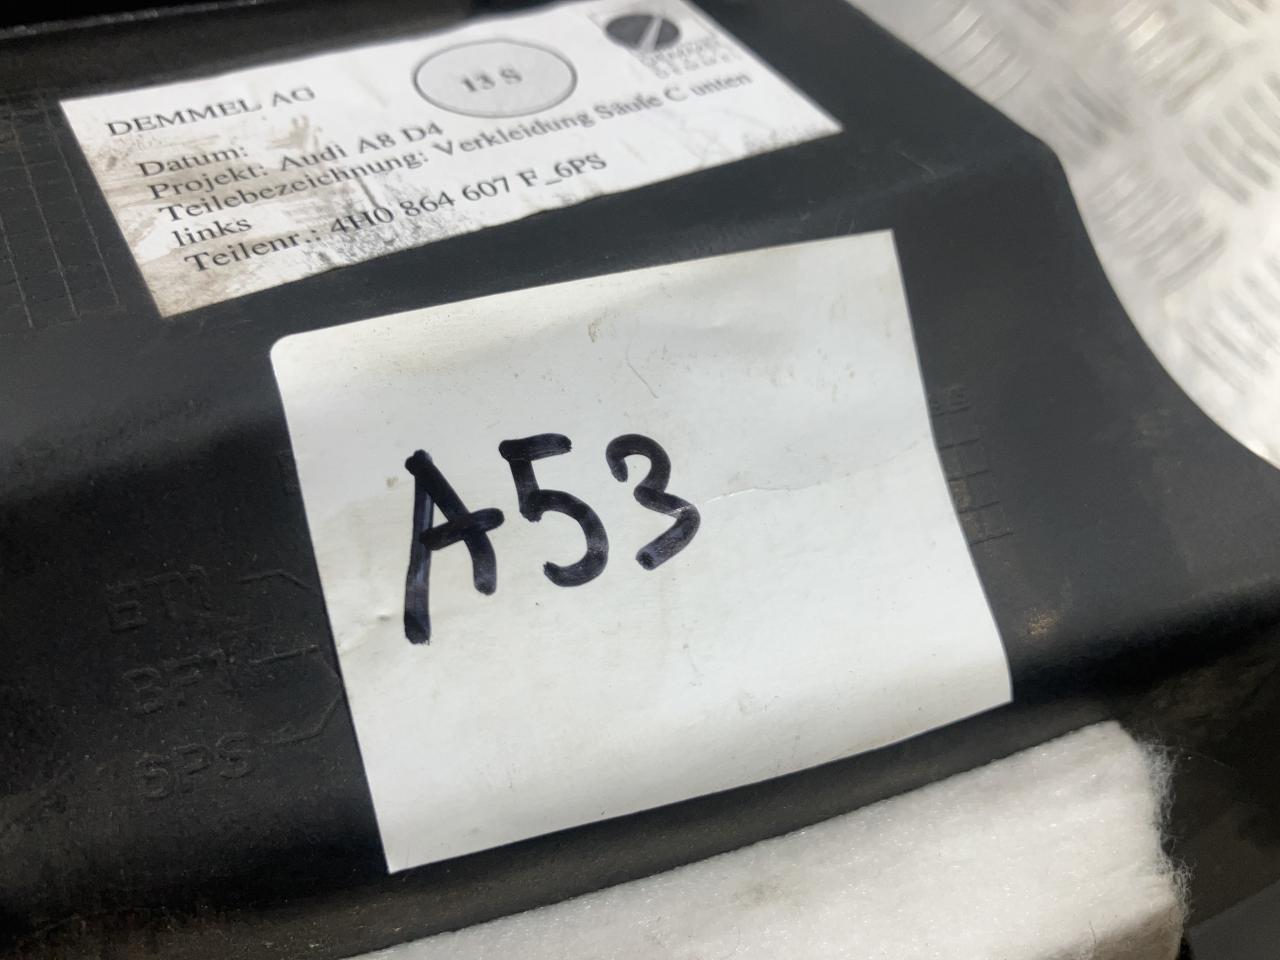 DEMMEL AG
13 S
Datum:
Projekt: Audi A8 D4
Teilebezeichnung: Verkleidung Säule C unten
links
Teilenr.: 4H0 864 607 F_6PS
A53
6PS